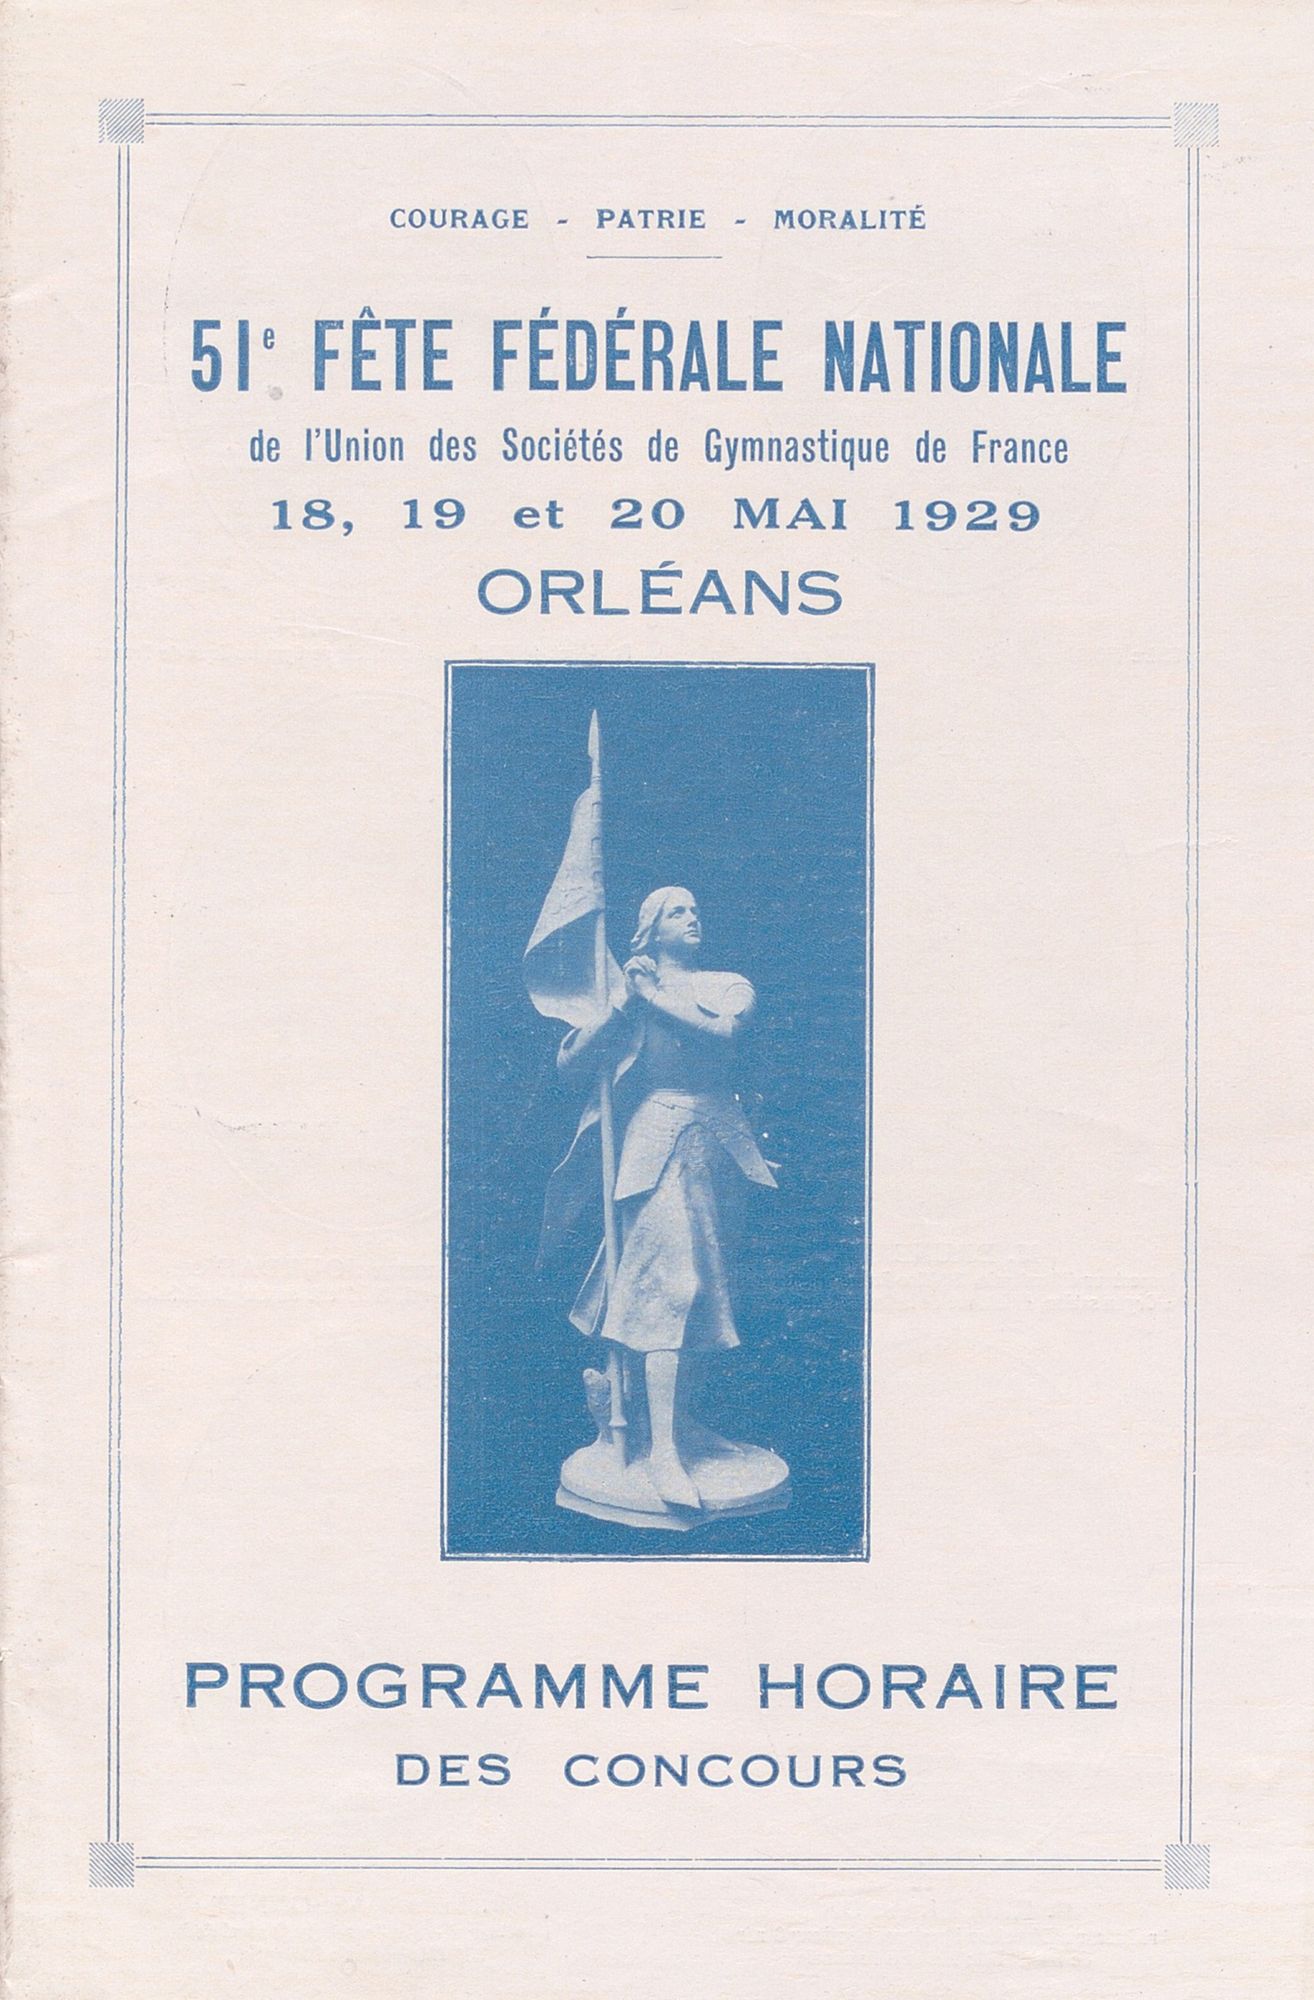 COURAGE - PATRIE - MORALITÉ
51e FÊTE FÉDÉRALE NATIONALE
de l'Union des Sociétés de Gymnastique de France
18, 19 et 20 MAI 1929
ORLÉANS
PROGRAMME HORAIRE
DES CONCOURS